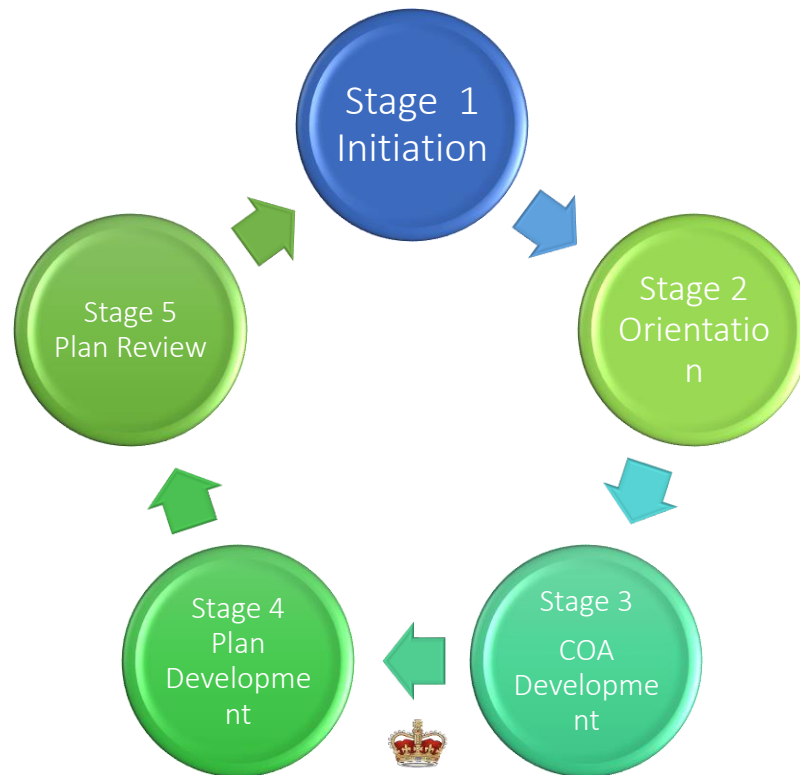 Stage 1
Initiation
Stage 2
Orientatio
n
Stage 3
COA
Developme
nt
Stage 4
Plan
Developme
nt
Stage 5
Plan Review